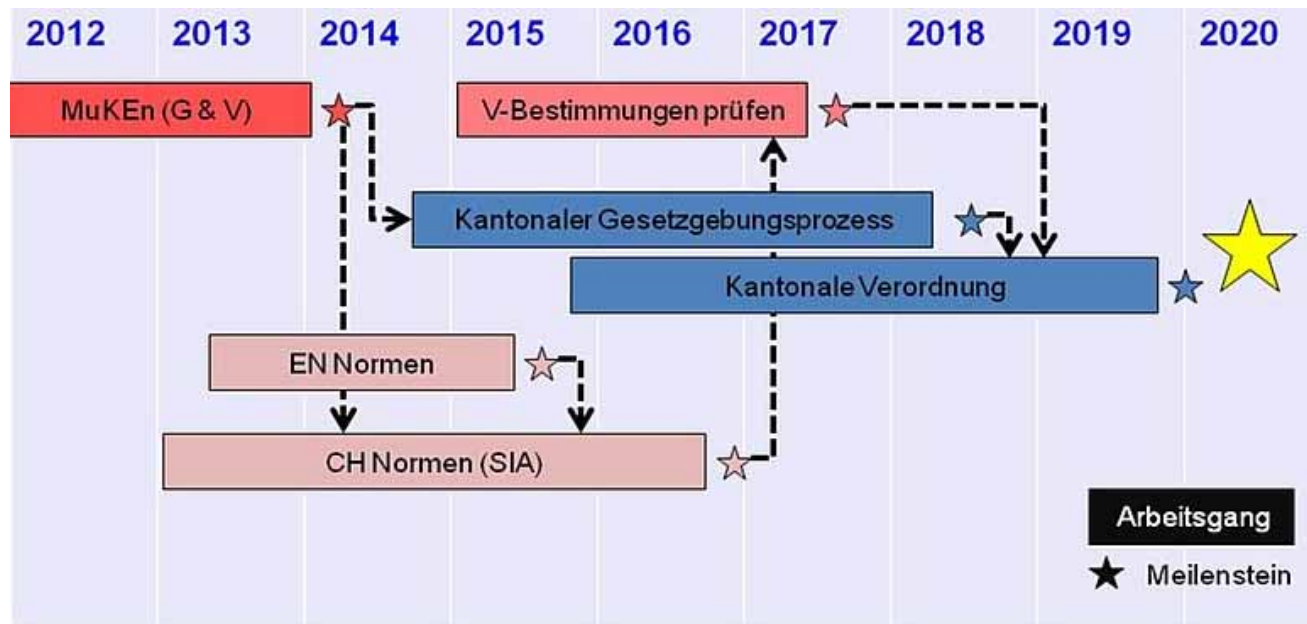 2012 2013 2014 2015 2016 2017 2018 2019 2020
MuKEn (G & V)
V-Bestimmungen prüfen
Kantonaler Gesetzgebungsprozess
Kantonale Verordnung
EN Normen
CH Normen (SIA)
Arbeitsgang
Meilenstein